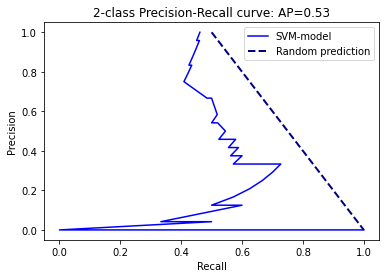 2-class Precision-Recall curve: AP=0.53
SVM-model
Random prediction
Precision
1.0
0.8
0.6
0.4
0.2
0.0
0.0 0.2 0.4 0.6 0.8 1.0
Recall